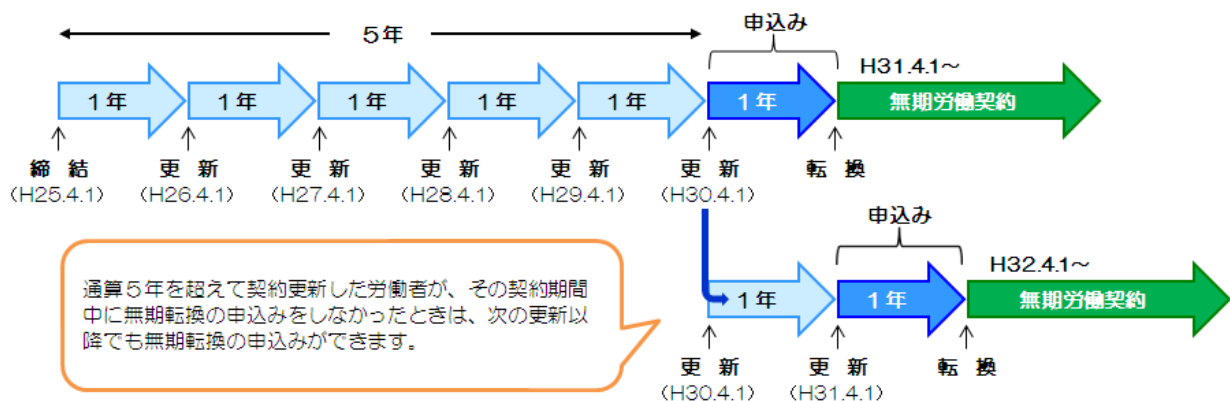 5年
申込み
H31.4.1~
1年 1年 1年 1年 1年 1年 無期労働契約
締結 更新 更新 更新 更新 更新 転換
(H25.4.1) (H26.4.1) (H27.4.1) (H28.4.1) (H29.4.1) (H30.4.1)
申込み
H32.4.1~
1年 1年 無期労働契約
更新 更新 転換
(H30.4.1) (H31.4.1)
通算5年を超えて契約更新した労働者が、その契約期間
中に無期転換の申込みをしなかったときは、次の更新以
降でも無期転換の申込みができます。